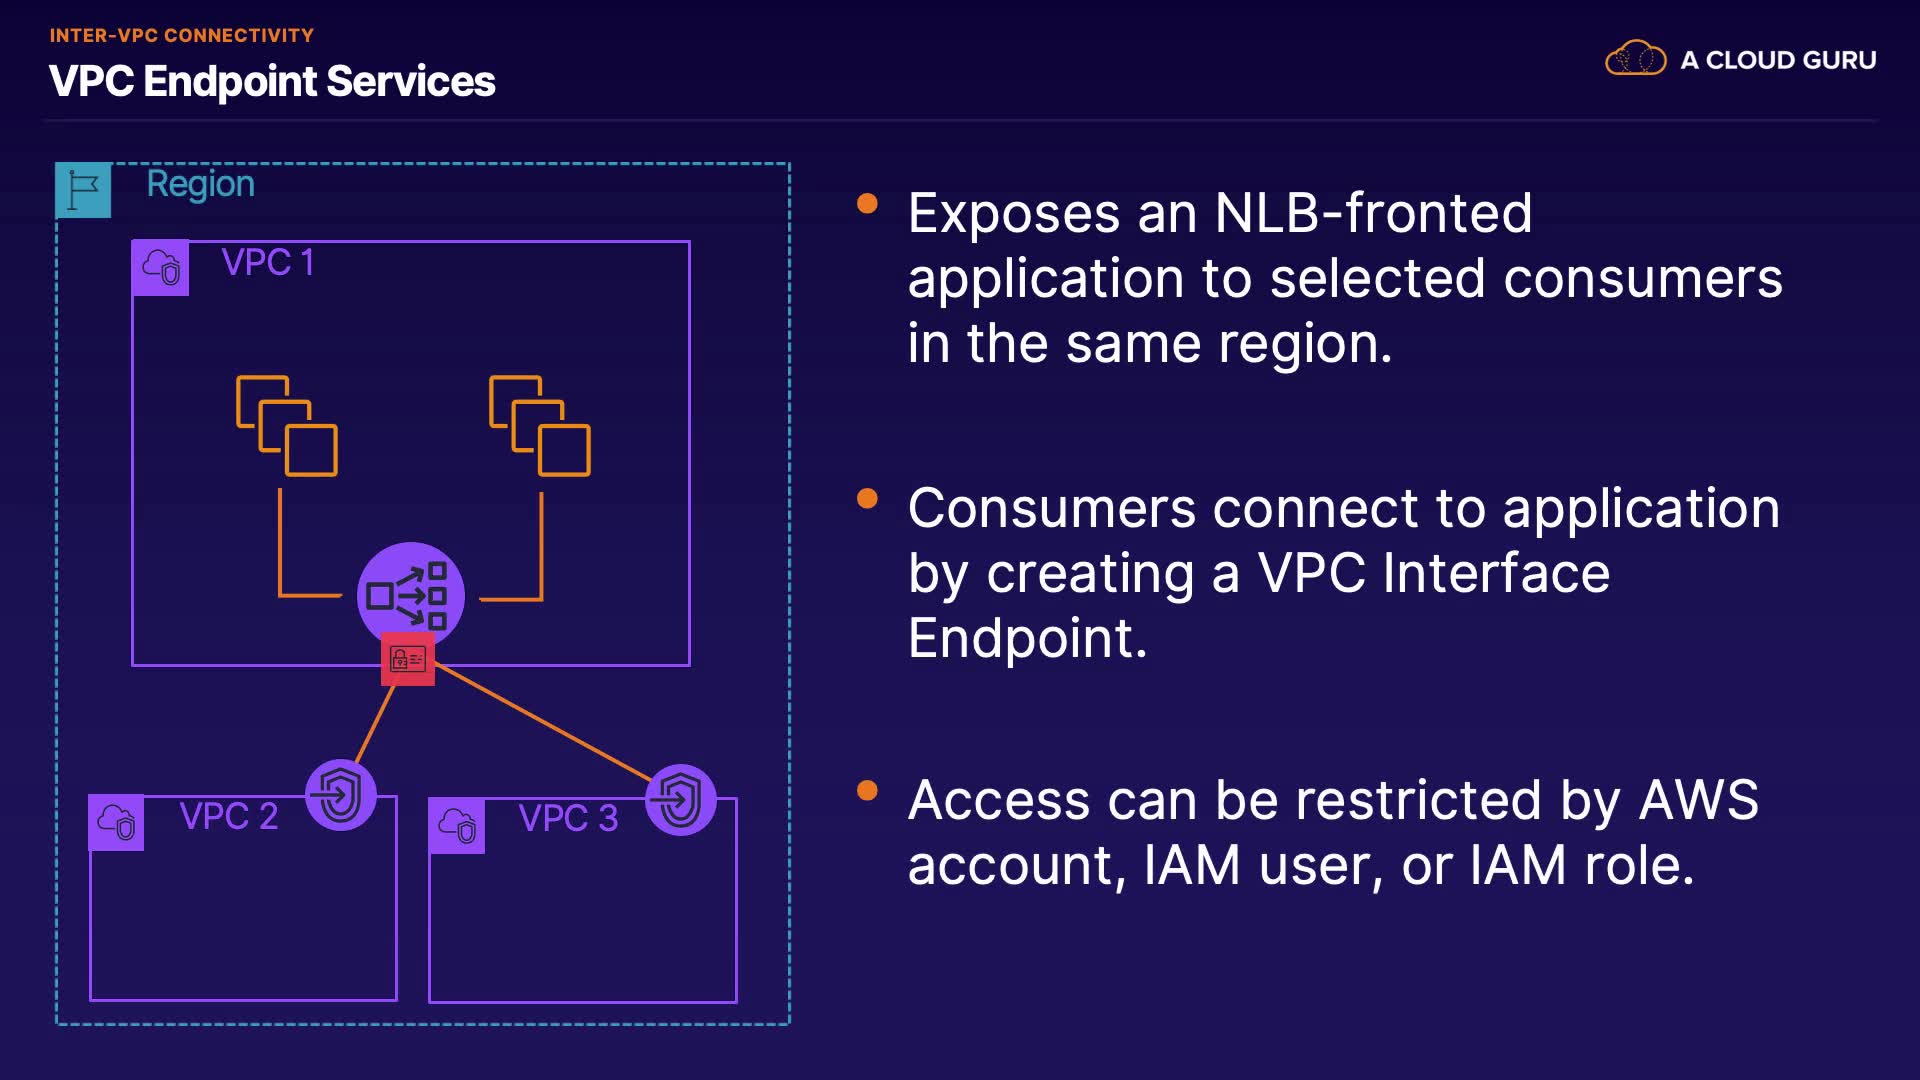 INTER-VPC CONNECTIVITY
VPC Endpoint Services
A CLOUD GURU
Region
VPC 1
VPC 2
VPC 3
Exposes an NLB-fronted
application to selected consumers
in the same region.
Consumers connect to application
by creating a VPC Interface
Endpoint.
Access can be restricted by AWS
account, IAM user, or IAM role.